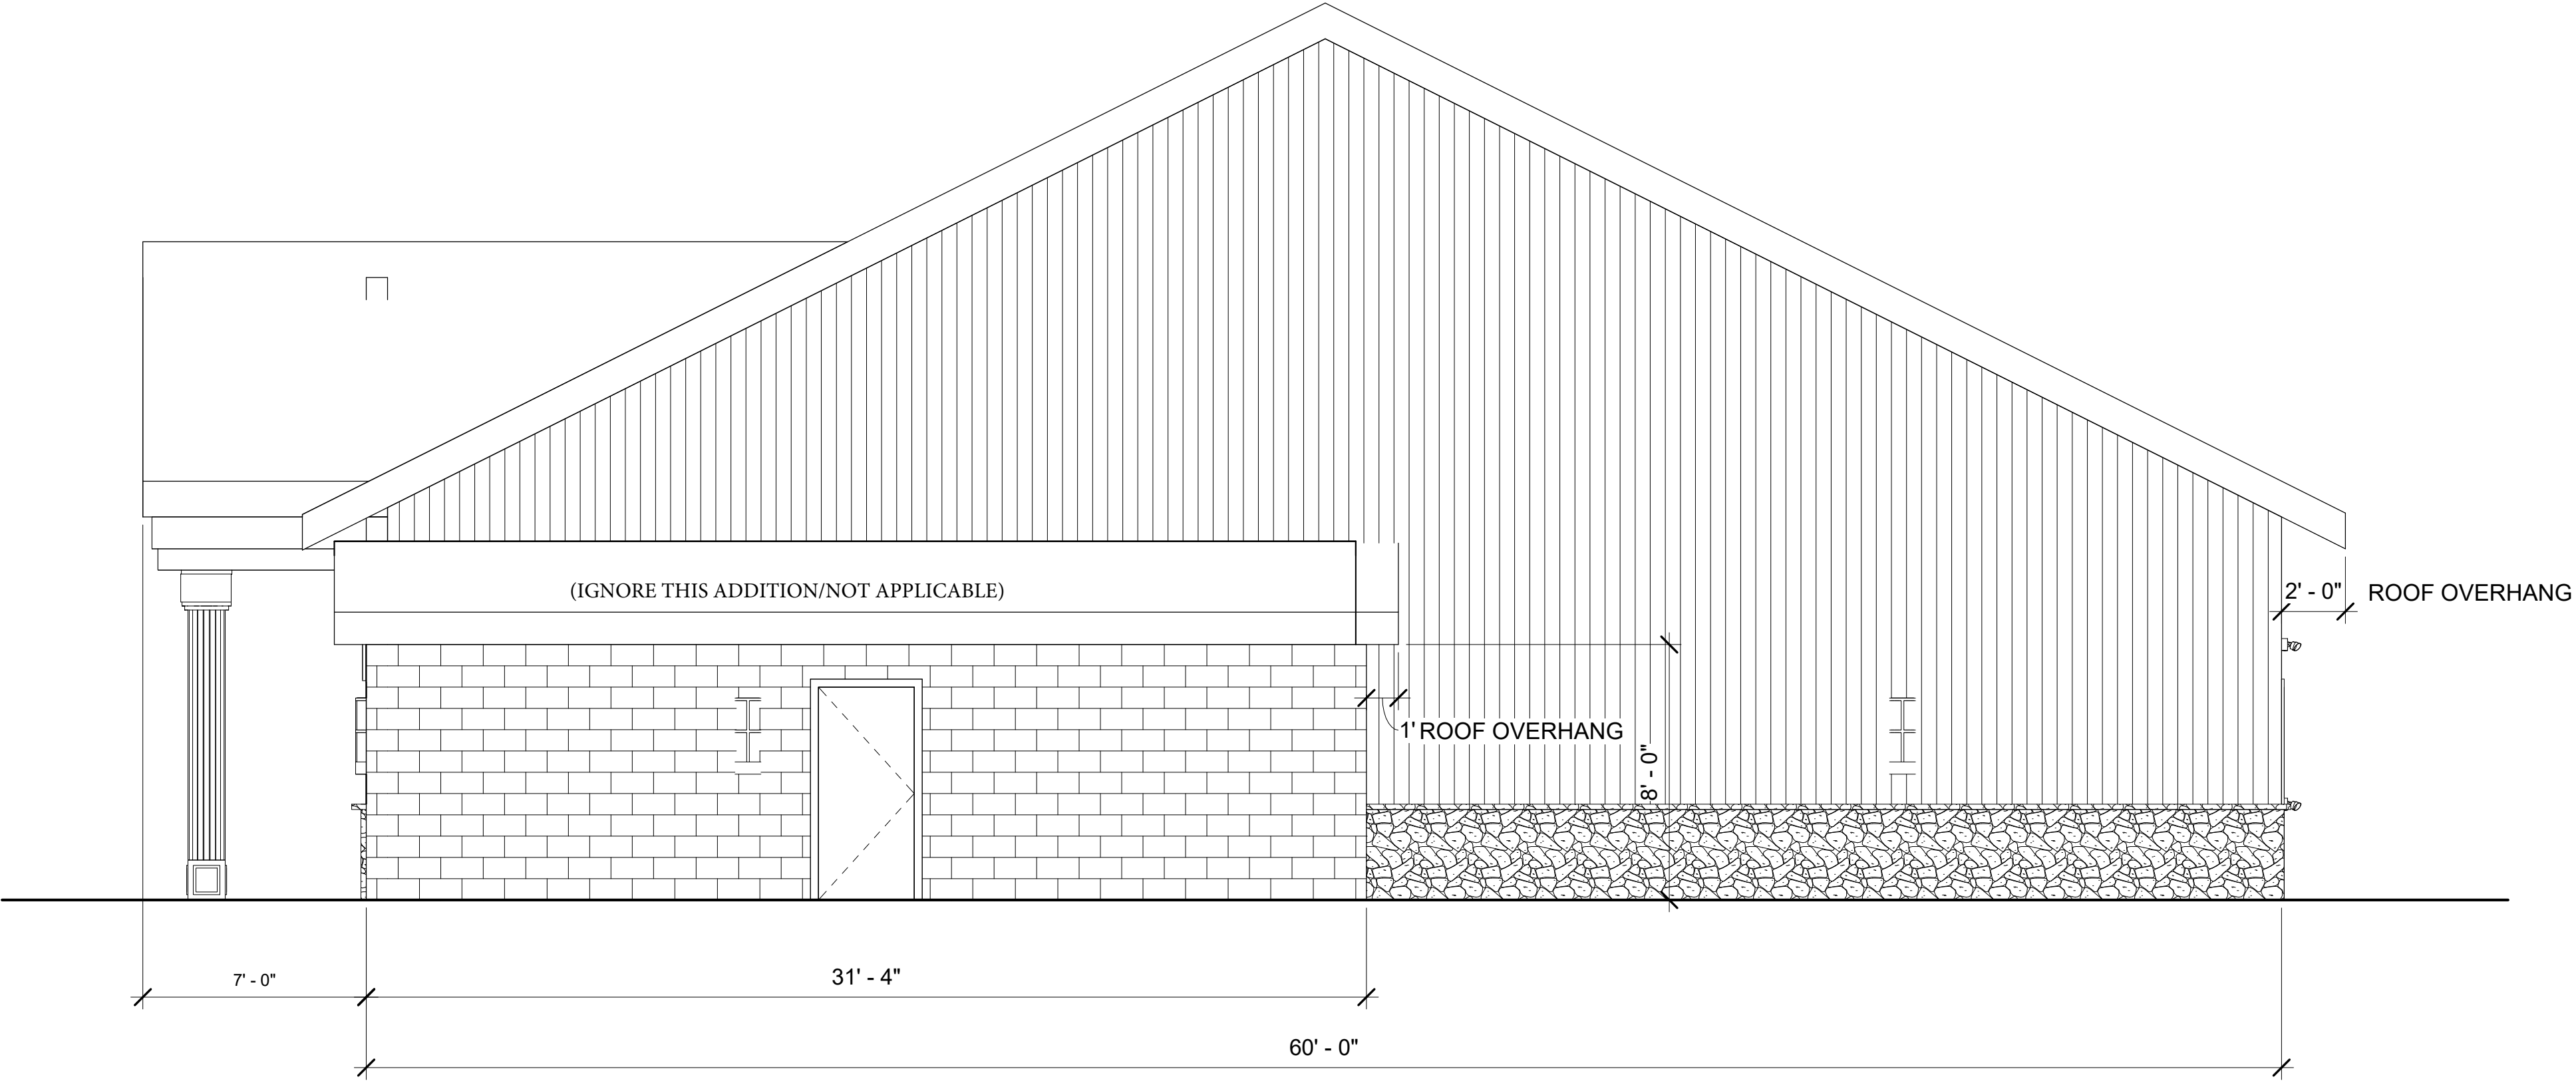 (IGNORE THIS ADDITION/NOT APPLICABLE)
2' - 0" ROOF OVERHANG
1' ROOF OVERHANG
8' - 0"
7' - 0"
31' - 4"
60' - 0"